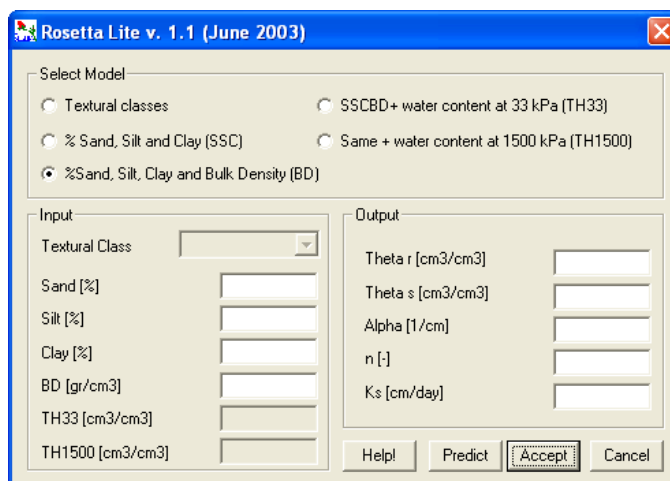 Rosetta Lite v. 1.1 (June 2003)
Select Model
Textural classes
SSCBD+ water content at 33 kPa (TH33)
% Sand, Silt and Clay (SSC)
Same + water content at 1500 kPa (TH1500)
%Sand, Silt, Clay and Bulk Density (BD)
Input
Textural Class
Sand [%]
Silt [%]
Clay [%]
BD [gr/cm3]
TH33 [cm3/cm3]
TH1500 [cm3/cm3]
Output
Theta r [cm3/cm3]
Theta s [cm3/cm3]
Alpha [1/cm]
n [-]
Ks [cm/day]
Help!
Predict
Accept
Cancel